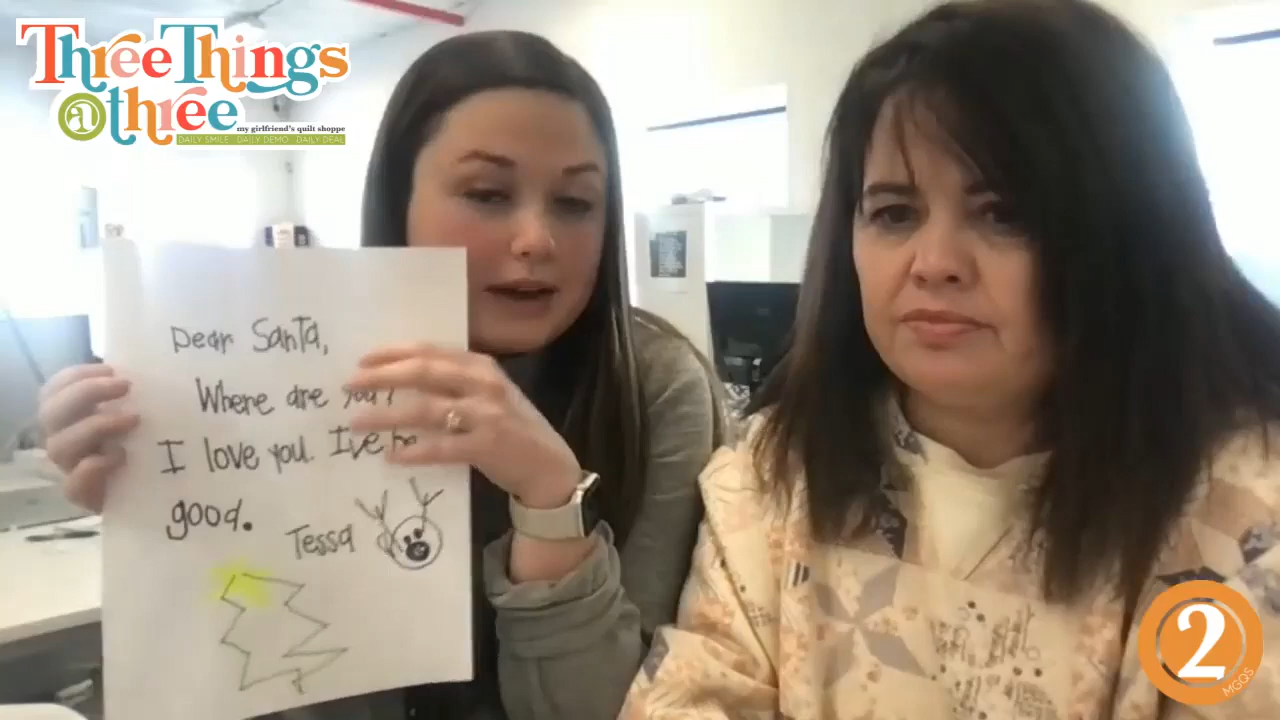 Three Things
@three
my girlfriend's quilt shoppe
DAILY SMILE DAILY DEMO DAILY DEAL
Dear Santa,
Where are you?
I love you. I've
good.
Tessa
2
MGQS